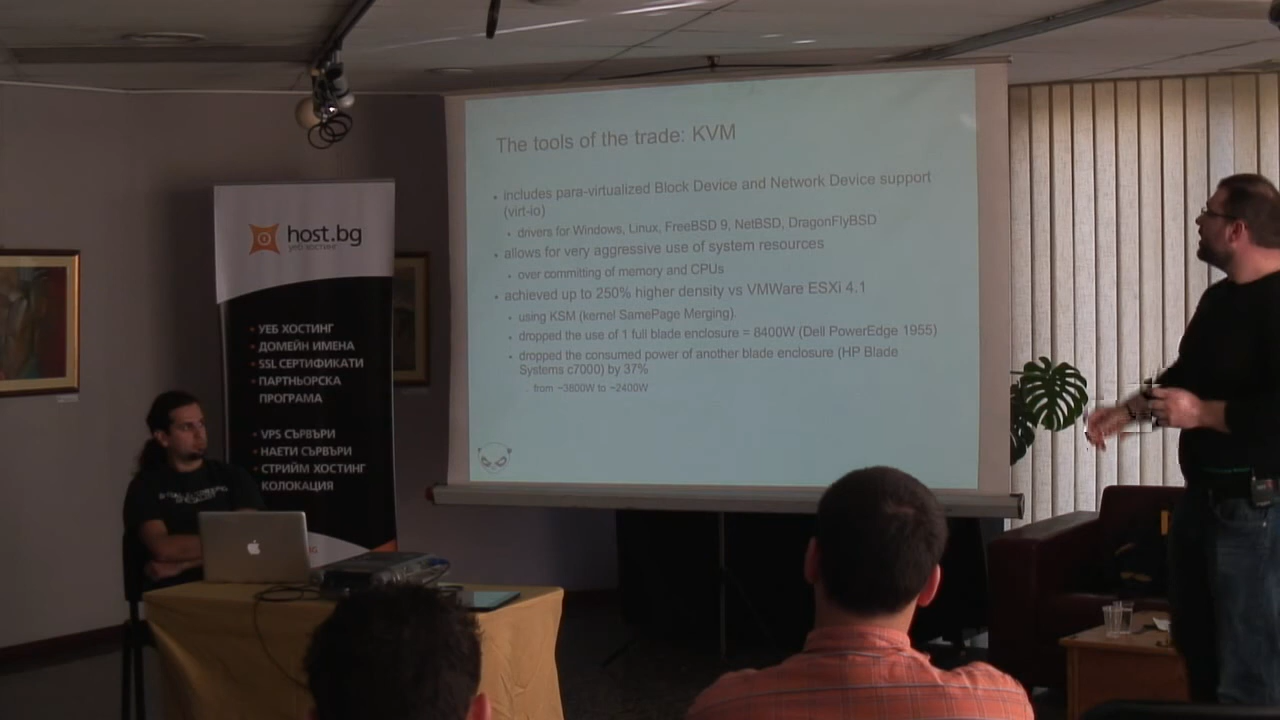 The tools of the trade: KVM
• includes para-virtualized Block Device and Network Device support
(virt-io)
• drivers for Windows, Linux, FreeBSD 9, NetBSD, DragonFlyBSD
• allows for very aggressive use of system resources
• over committing of memory and CPUs
• achieved up to 250% higher density vs VMWare ESXi 4.1
• using KSM (kernel SamePage Merging).
• dropped the use of 1 full blade enclosure = 8400W (Dell PowerEdge 1955)
• dropped the consumed power of another blade enclosure (HP Blade
Systems c7000) by 37%
- from ~3800W to ~2400W
host.bg
уеб хостинг
• УЕБ ХОСТИНГ
• ДОМЕЙН ИМЕНА
• SSL СЕРТИФИКАТИ
• ПАРТНЬОРСКА
ПРОГРАМА
• VPS СЪРВЪРИ
• НАЕТИ СЪРВЪРИ
• СТРИЙМ ХОСТИНГ
• КОЛОКАЦИЯ